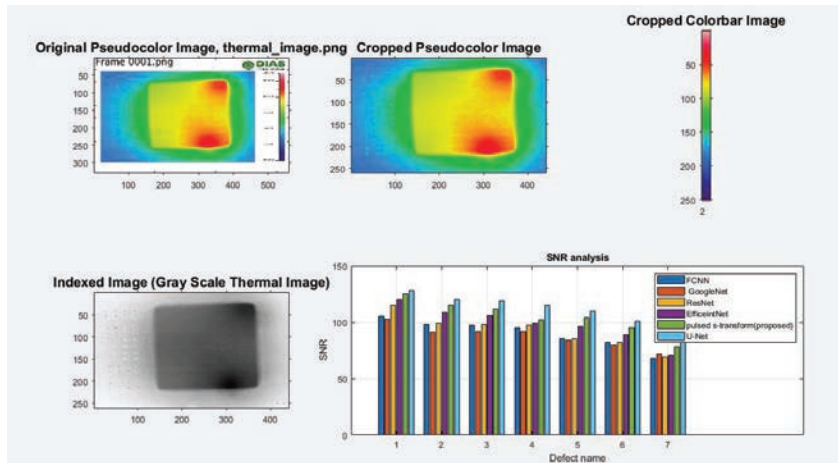 Original Pseudocolor Image, thermal_image.png
Frame 0001.png
DIAS
50
100
150
200
250
300
100 200 300 400 500
Cropped Pseudocolor Image
50
100
150
200
250
100 200 300 400
Cropped Colorbar Image
50
100
150
200
250
2
Indexed Image (Gray Scale Thermal Image)
50
100
150
200
250
100 200 300 400
SNR analysis
150
100
50
0
SNR
1 2 3 4 5 6 7
Defect name
FCNN
GoogleNet
ResNet
EfficeintNet
pulsed s-transform(proposed)
U-Net